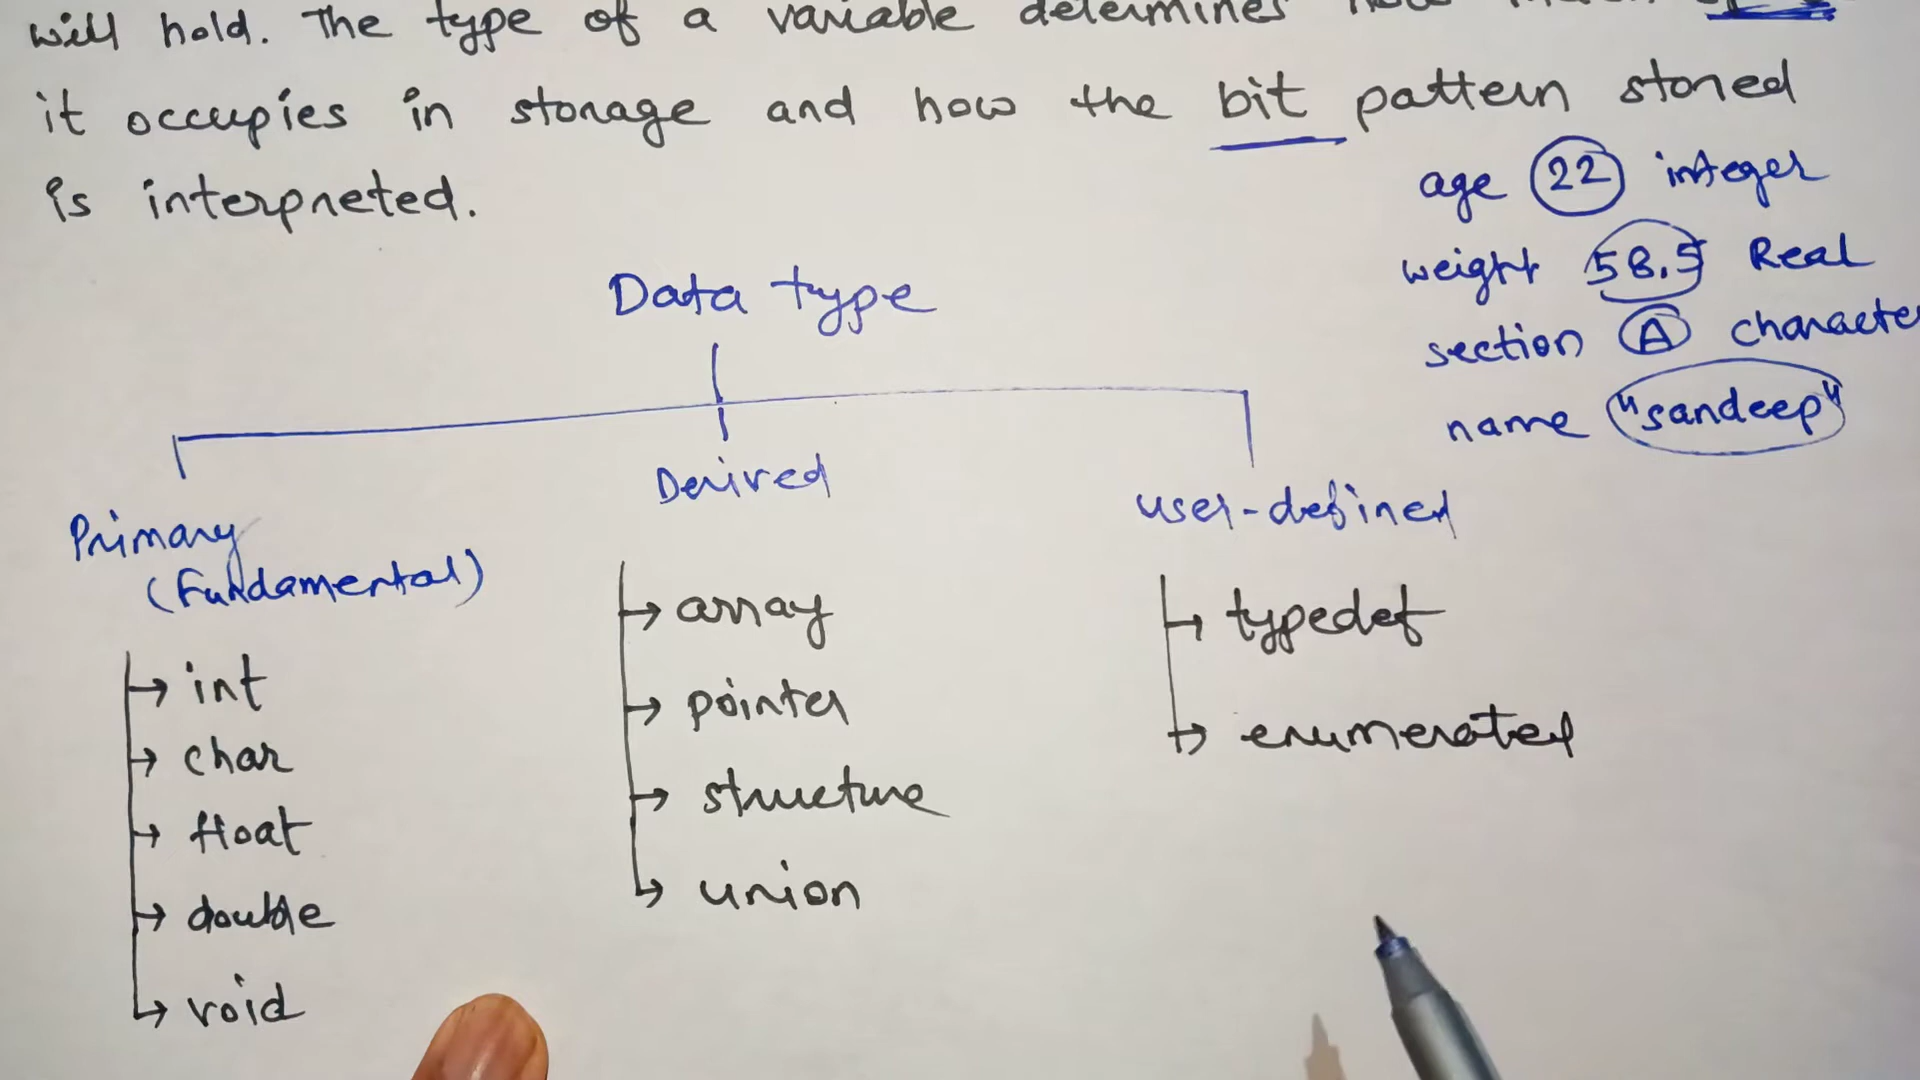 will hold. The type of a variable determines
it occupies in storage and how the bit pattern stored
is interpreted.
age 22 integer
weight 58.5 Real
section A character
name "sandeep"
Data type
Primary
(Fundamental)
int
char
float
double
void
Derived
array
pointer
structure
union
user-defined
typedef
enumerated